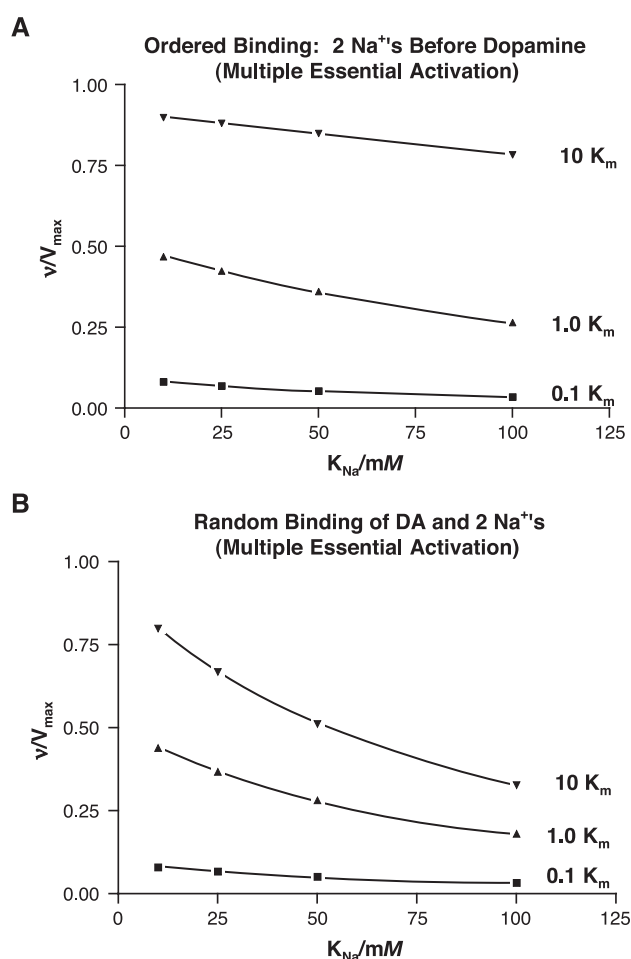 A
Ordered Binding: 2 Na+'s Before Dopamine
(Multiple Essential Activation)
1.00
0.75
0.50
0.25
0.00
ν/Vmax
10 Km
1.0 Km
0.1 Km
0 25 50 75 100 125
KNa/mM
B
Random Binding of DA and 2 Na+'s
(Multiple Essential Activation)
1.00
0.75
0.50
0.25
0.00
ν/Vmax
10 Km
1.0 Km
0.1 Km
0 25 50 75 100 125
KNa/mM